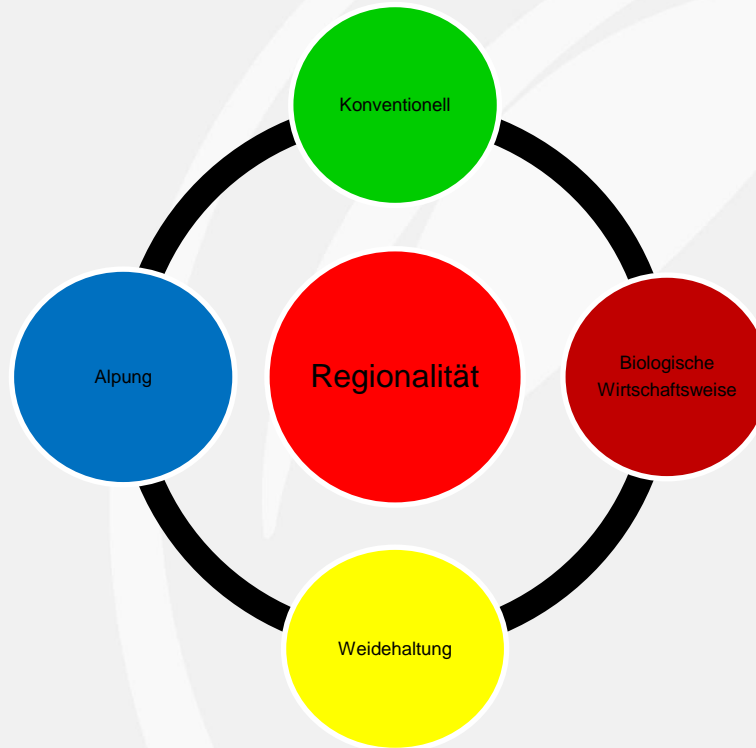 Konventionell
Alpung
Regionalität
Biologische
Wirtschaftsweise
Weidehaltung